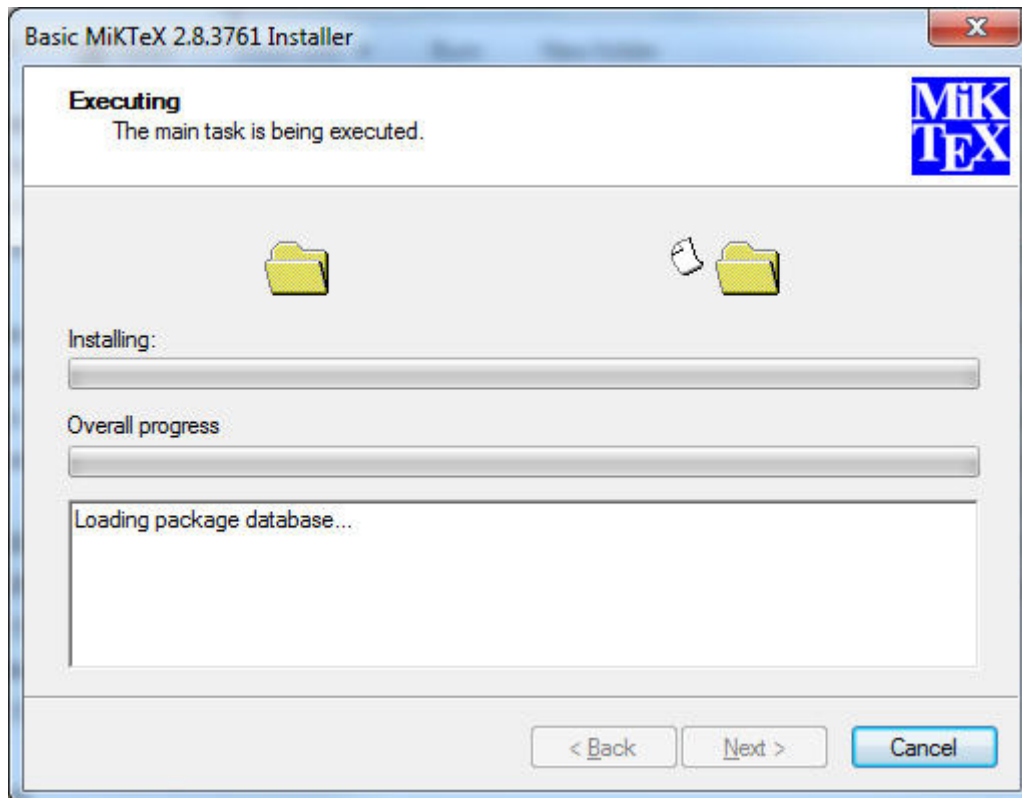 Basic MiKTeX 2.8.3761 Installer
Executing
The main task is being executed.
MiK
TEX
Installing:
Overall progress
Loading package database...
< Back Next > Cancel